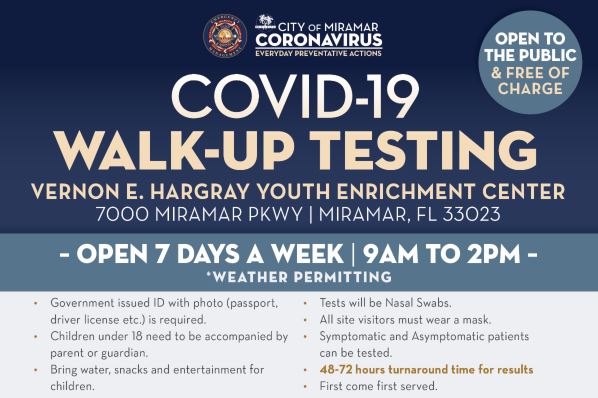 CITY OF MIRAMAR
CORONAVIRUS
EVERYDAY PREVENTATIVE ACTIONS
OPEN TO
THE PUBLIC
& FREE OF
CHARGE
COVID-19
WALK-UP TESTING
VERNON E. HARGRAY YOUTH ENRICHMENT CENTER
7000 MIRAMAR PKWY | MIRAMAR, FL 33023
– OPEN 7 DAYS A WEEK | 9AM TO 2PM –
*WEATHER PERMITTING
• Government issued ID with photo (passport,
driver license etc.) is required.
• Children under 18 need to be accompanied by
parent or guardian.
• Bring water, snacks and entertainment for
children.
• Tests will be Nasal Swabs.
• All site visitors must wear a mask.
• Symptomatic and Asymptomatic patients
can be tested.
• 48-72 hours turnaround time for results
• First come first served.